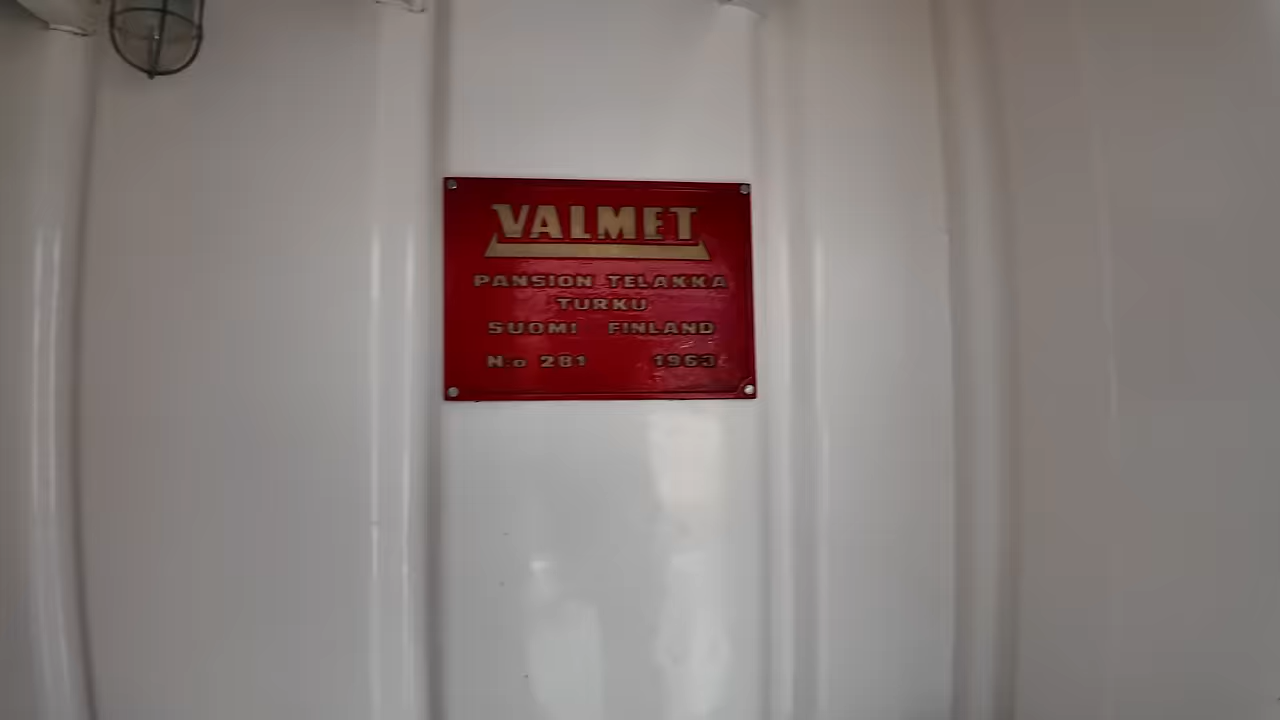 VALMET
PANSION TELAKKA
TURKU
SUOMI FINLAND
N:o 281 1963